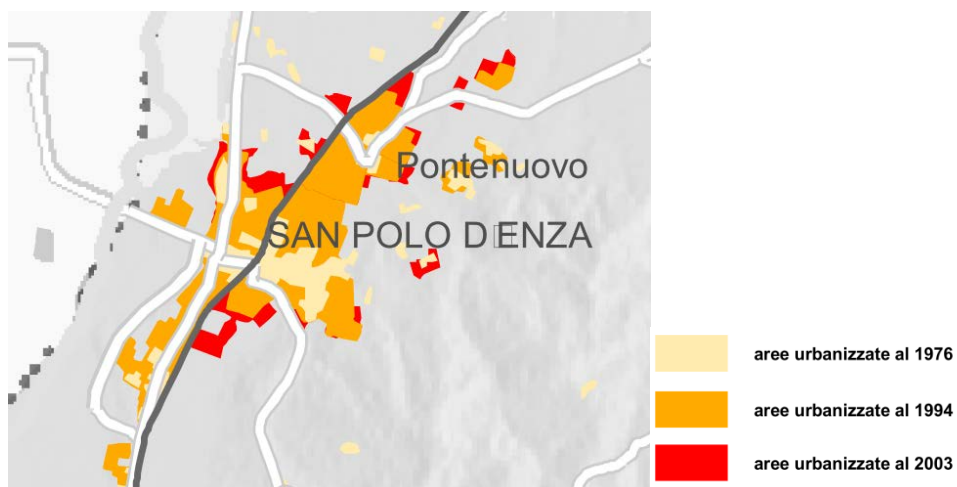 Pontenuovo
SAN POLO D▯ENZA
aree urbanizzate al 1976
aree urbanizzate al 1994
aree urbanizzate al 2003